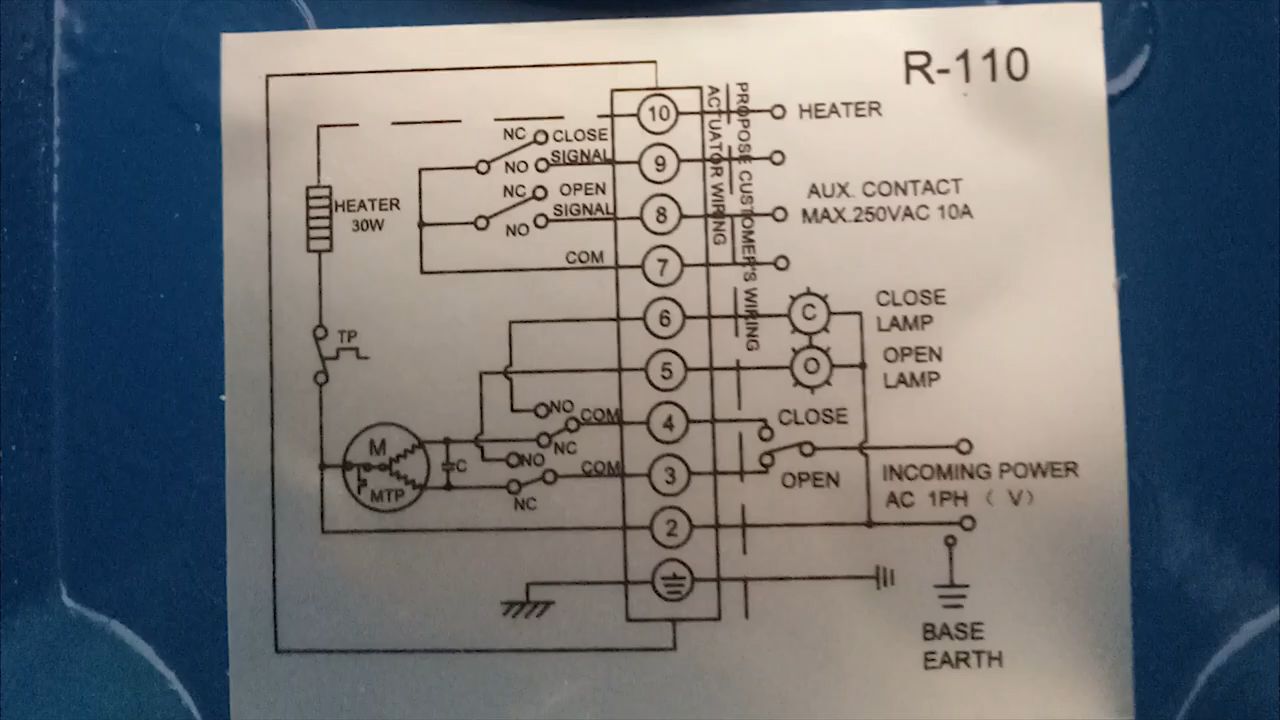 R-110
10
HEATER
NC
CLOSE
NO
SIGNAL
9
NC
OPEN
NO
SIGNAL
8
AUX. CONTACT
MAX.250VAC 10A
HEATER
30W
COM
7
ACTUATOR WIRING
PROPOSE CUSTOMER'S WIRING
6
C
CLOSE
LAMP
TP
5
O
OPEN
LAMP
NO
COM
4
CLOSE
NC
M
MTP
C
NO
COM
3
OPEN
NC
INCOMING POWER
AC 1PH ( V)
2
BASE
EARTH